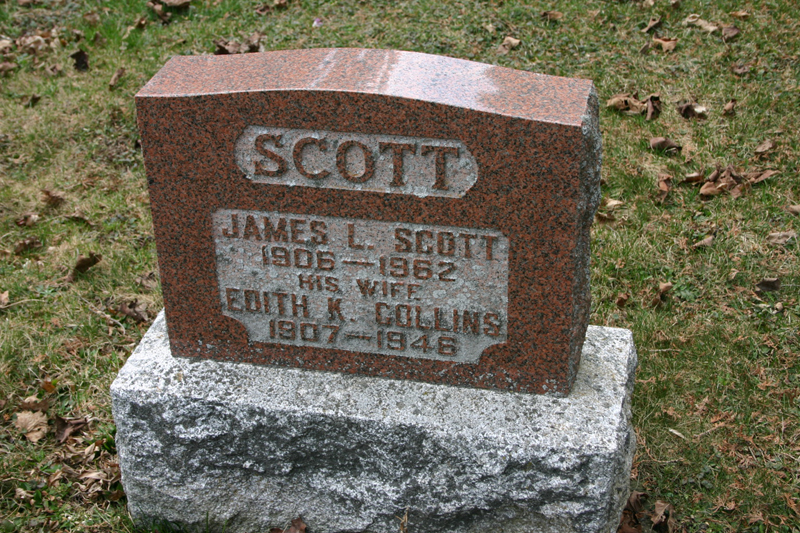 SCOTT
JAMES L. SCOTT
1906—1962
HIS WIFE
EDITH K. COLLINS
1907—1946